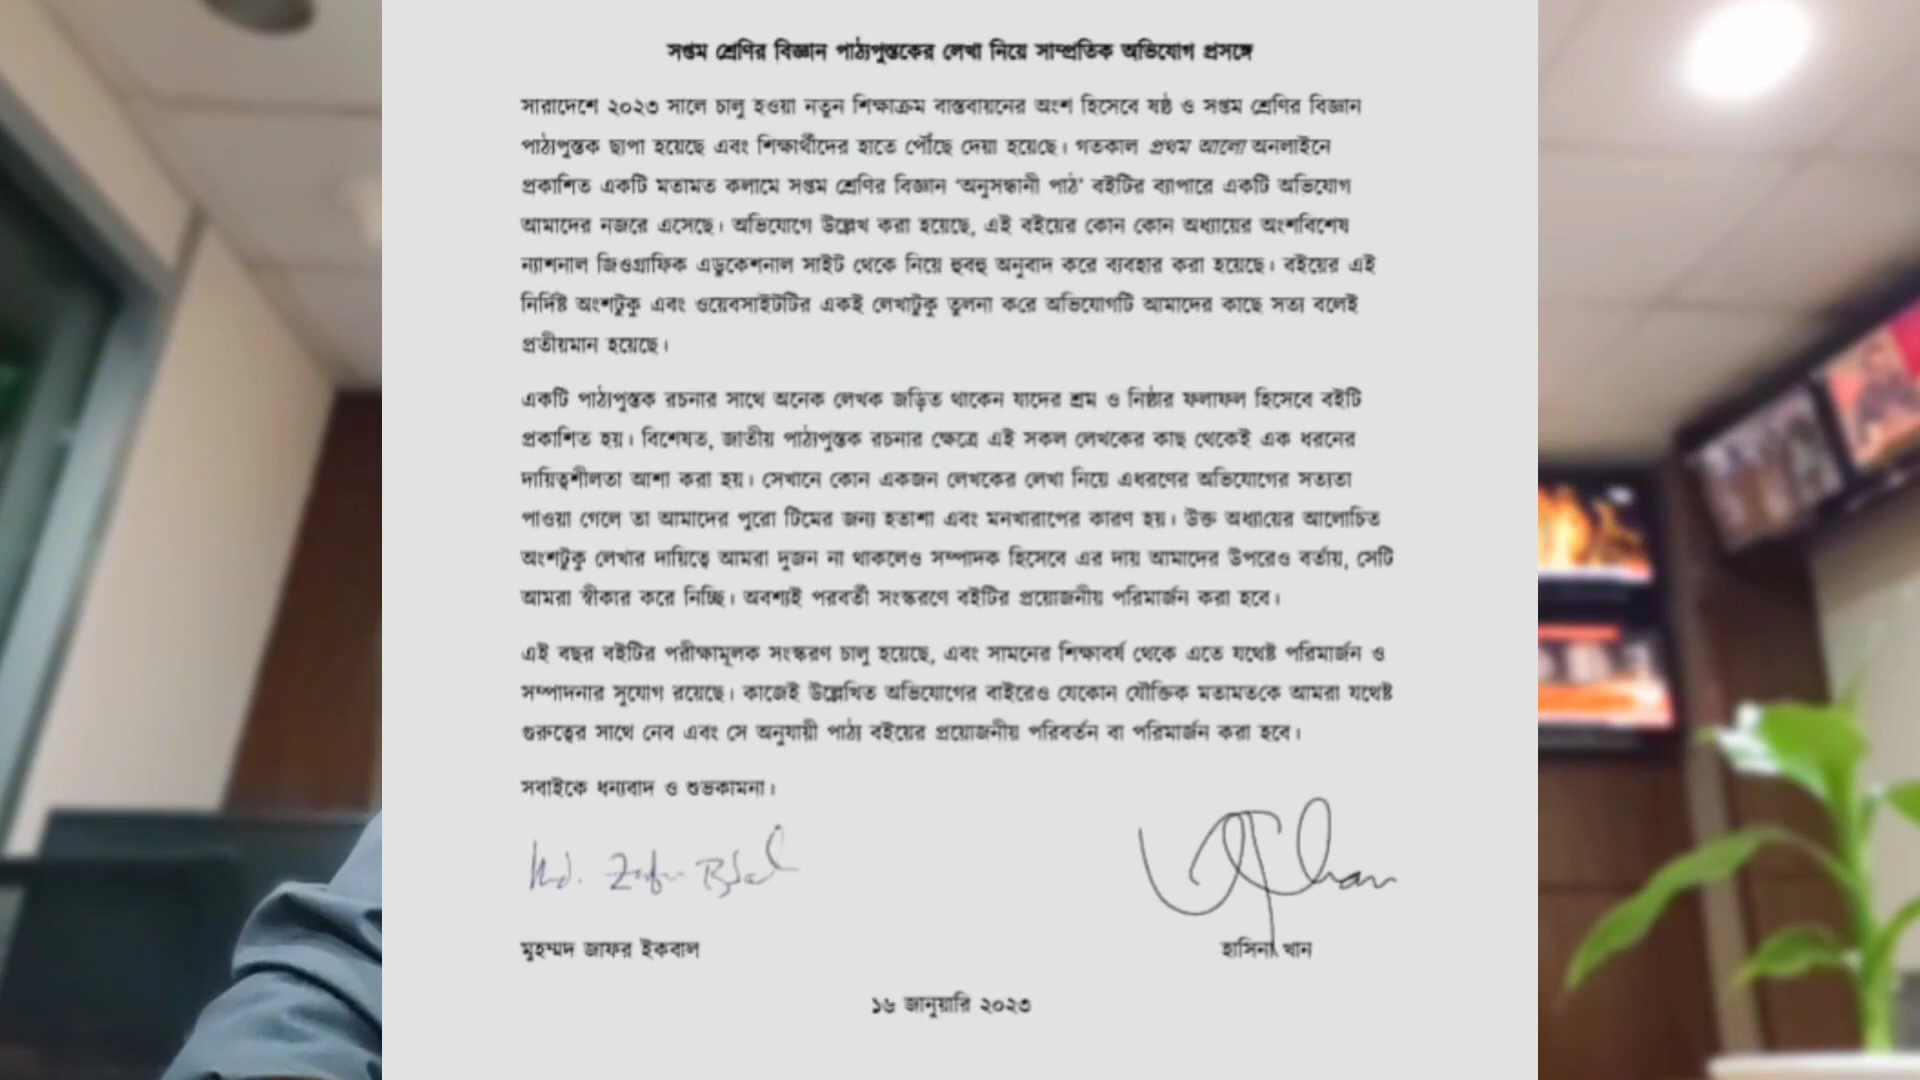 সপ্তম শ্রেণির বিজ্ঞান পাঠ্যপুস্তকের লেখা নিয়ে সাম্প্রতিক অভিযোগ প্রসঙ্গে
সারাদেশে ২০২৩ সালে চালু হওয়া নতুন শিক্ষাক্রম বাস্তবায়নের অংশ হিসেবে ষষ্ঠ ও সপ্তম শ্রেণির বিজ্ঞান
পাঠ্যপুস্তক ছাপা হয়েছে এবং শিক্ষার্থীদের হাতে পৌঁছে দেয়া হয়েছে। গতকাল প্রথম আলো অনলাইনে
প্রকাশিত একটি মতামত কলামে সপ্তম শ্রেণির বিজ্ঞান ‘অনুসন্ধানী পাঠ’ বইটির ব্যাপারে একটি অভিযোগ
আমাদের নজরে এসেছে। অভিযোগে উল্লেখ করা হয়েছে, এই বইয়ের কোন কোন অধ্যায়ের অংশবিশেষ
ন্যাশনাল জিওগ্রাফিক এডুকেশনাল সাইট থেকে নিয়ে হুবহু অনুবাদ করে ব্যবহার করা হয়েছে। বইয়ের এই
নির্দিষ্ট অংশটুকু এবং ওয়েবসাইটটির একই লেখাটুকু তুলনা করে অভিযোগটি আমাদের কাছে সত্য বলেই
প্রতীয়মান হয়েছে।
একটি পাঠ্যপুস্তক রচনার সাথে অনেক লেখক জড়িত থাকেন যাদের শ্রম ও নিষ্ঠার ফলাফল হিসেবে বইটি
প্রকাশিত হয়। বিশেষত, জাতীয় পাঠ্যপুস্তক রচনার ক্ষেত্রে এই সকল লেখকের কাছ থেকেই এক ধরনের
দায়িত্বশীলতা আশা করা হয়। সেখানে কোন একজন লেখকের লেখা নিয়ে এধরণের অভিযোগের সত্যতা
পাওয়া গেলে তা আমাদের পুরো টিমের জন্য হতাশা এবং মনখারাপের কারণ হয়। উক্ত অধ্যায়ের আলোচিত
অংশটুকু লেখার দায়িত্বে আমরা দুজন না থাকলেও সম্পাদক হিসেবে এর দায় আমাদের উপরেও বর্তায়, সেটি
আমরা স্বীকার করে নিচ্ছি। অবশ্যই পরবর্তী সংস্করণে বইটির প্রয়োজনীয় পরিমার্জন করা হবে।
এই বছর বইটির পরীক্ষামূলক সংস্করণ চালু হয়েছে, এবং সামনের শিক্ষাবর্ষ থেকে এতে যথেষ্ট পরিমার্জন ও
সম্পাদনার সুযোগ রয়েছে। কাজেই উল্লেখিত অভিযোগের বাইরেও যেকোন যৌক্তিক মতামতকে আমরা যথেষ্ট
গুরুত্বের সাথে নেব এবং সে অনুযায়ী পাঠ্য বইয়ের প্রয়োজনীয় পরিবর্তন বা পরিমার্জন করা হবে।
সবাইকে ধন্যবাদ ও শুভকামনা।
মুহম্মদ জাফর ইকবাল
হাসিনা খান
১৬ জানুয়ারি ২০২৩